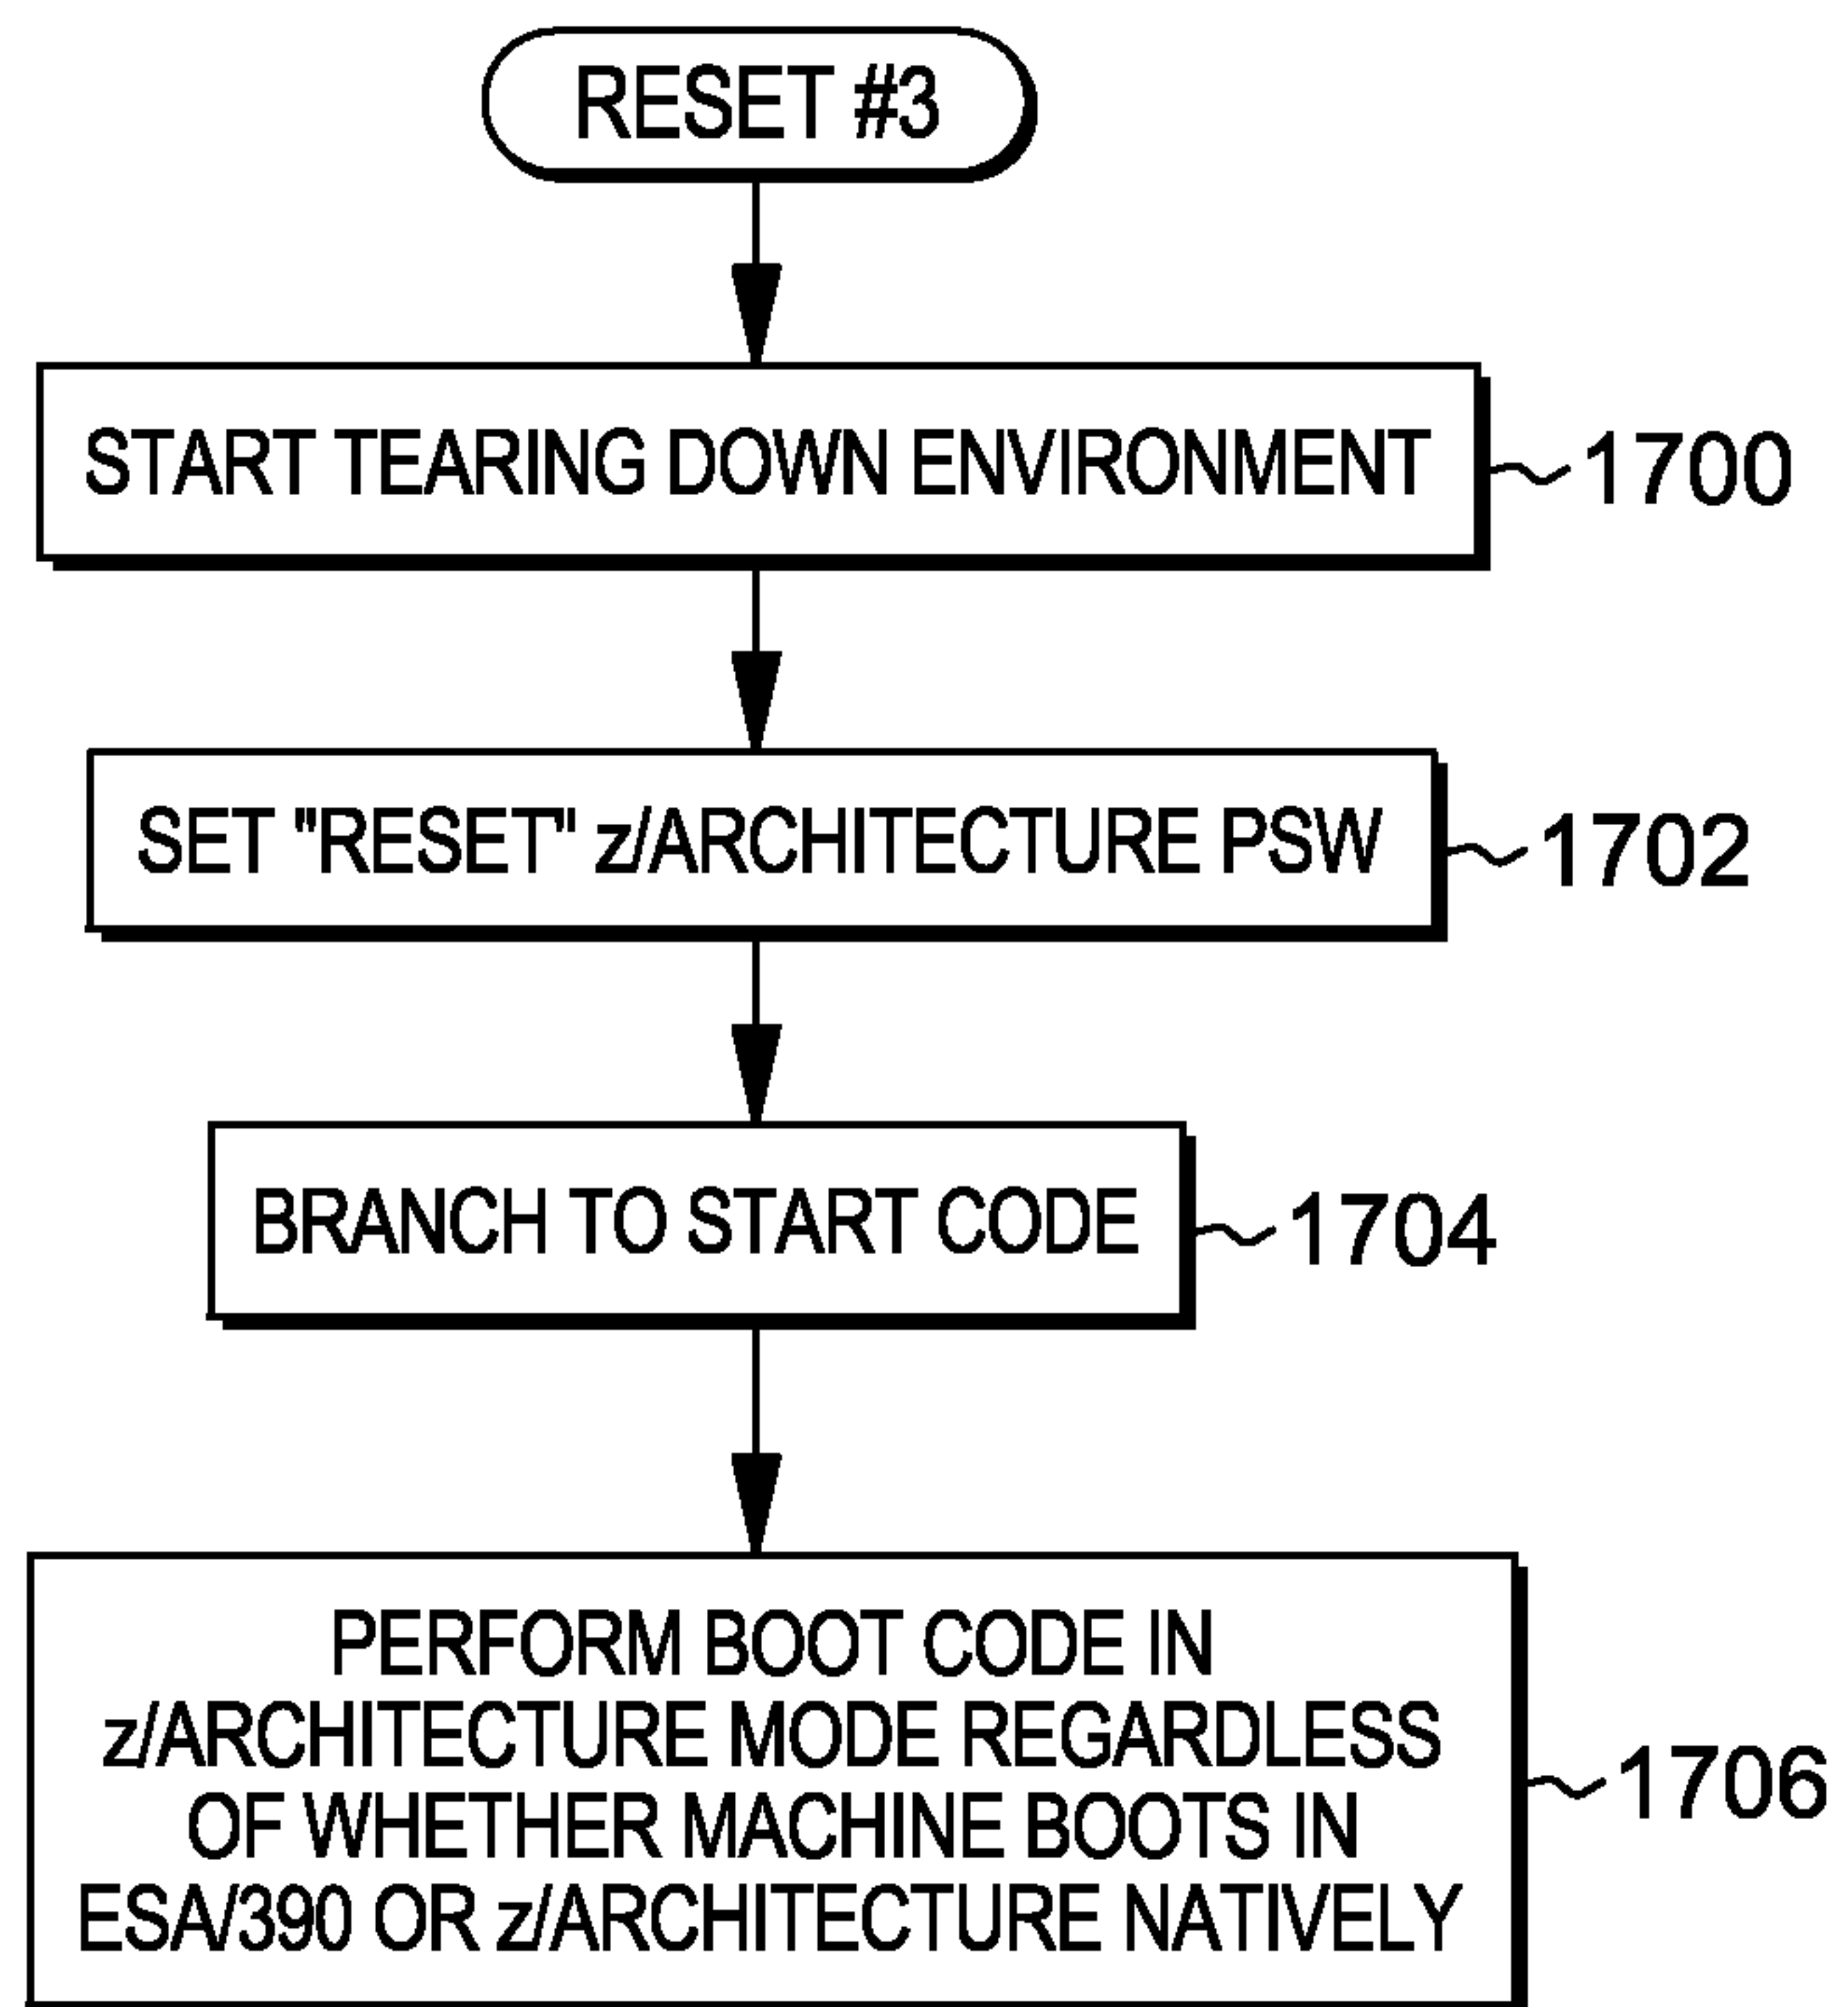 RESET #3
START TEARING DOWN ENVIRONMENT
1700
SET "RESET" z/ARCHITECTURE PSW
1702
BRANCH TO START CODE
1704
PERFORM BOOT CODE IN
z/ARCHITECTURE MODE REGARDLESS
OF WHETHER MACHINE BOOTS IN
ESA/390 OR z/ARCHITECTURE NATIVELY
1706